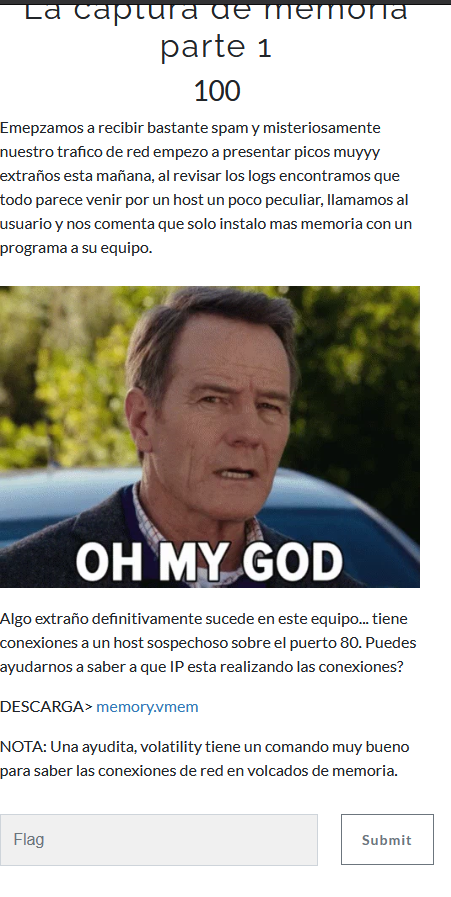 La captura de memoria
parte 1
100
Emepzamos a recibir bastante spam y misteriosamente
nuestro trafico de red empezo a presentar picos muyyy
extraños esta mañana, al revisar los logs encontramos que
todo parece venir por un host un poco peculiar, llamamos al
usuario y nos comenta que solo instalo mas memoria con un
programa a su equipo.
OH MY GOD
Algo extraño definitivamente sucede en este equipo... tiene
conexiones a un host sospechoso sobre el puerto 80. Puedes
ayudarnos a saber a que IP esta realizando las conexiones?
DESCARGA> memory.vmem
NOTA: Una ayudita, volatility tiene un comando muy bueno
para saber las conexiones de red en volcados de memoria.
Flag
Submit